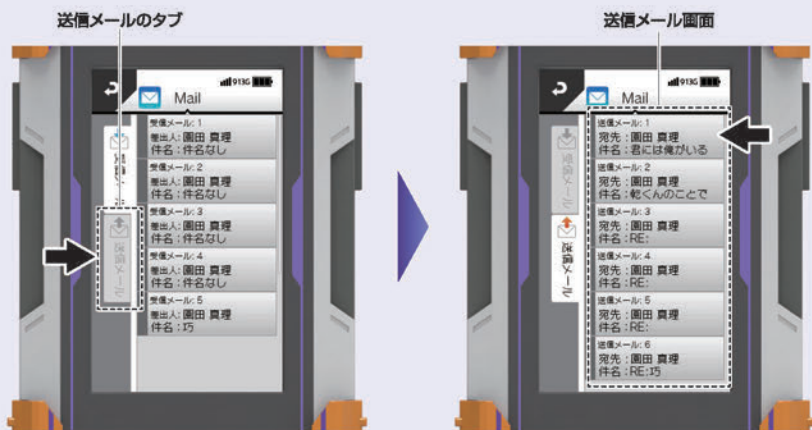 送信メールのタブ
913G
Mail
受信メール: 1
差出人: 園田 真理
件名 : 件名なし
受信メール: 2
差出人: 園田 真理
件名 : 件名なし
受信メール: 3
差出人: 園田 真理
件名 : 件名なし
受信メール: 4
差出人: 園田 真理
件名 : 件名なし
受信メール: 5
差出人: 園田 真理
件名 : 巧
送信メール
送信メール画面
913G
Mail
受信メール
送信メール
送信メール: 1
宛先 : 園田 真理
件名 : 君には俺がいる
送信メール: 2
宛先 : 園田 真理
件名 : 乾くんのことで
送信メール: 3
宛先 : 園田 真理
件名 : RE:
送信メール: 4
宛先 : 園田 真理
件名 : RE:
送信メール: 5
宛先 : 園田 真理
件名 : RE:
送信メール: 6
宛先 : 園田 真理
件名 : RE:巧